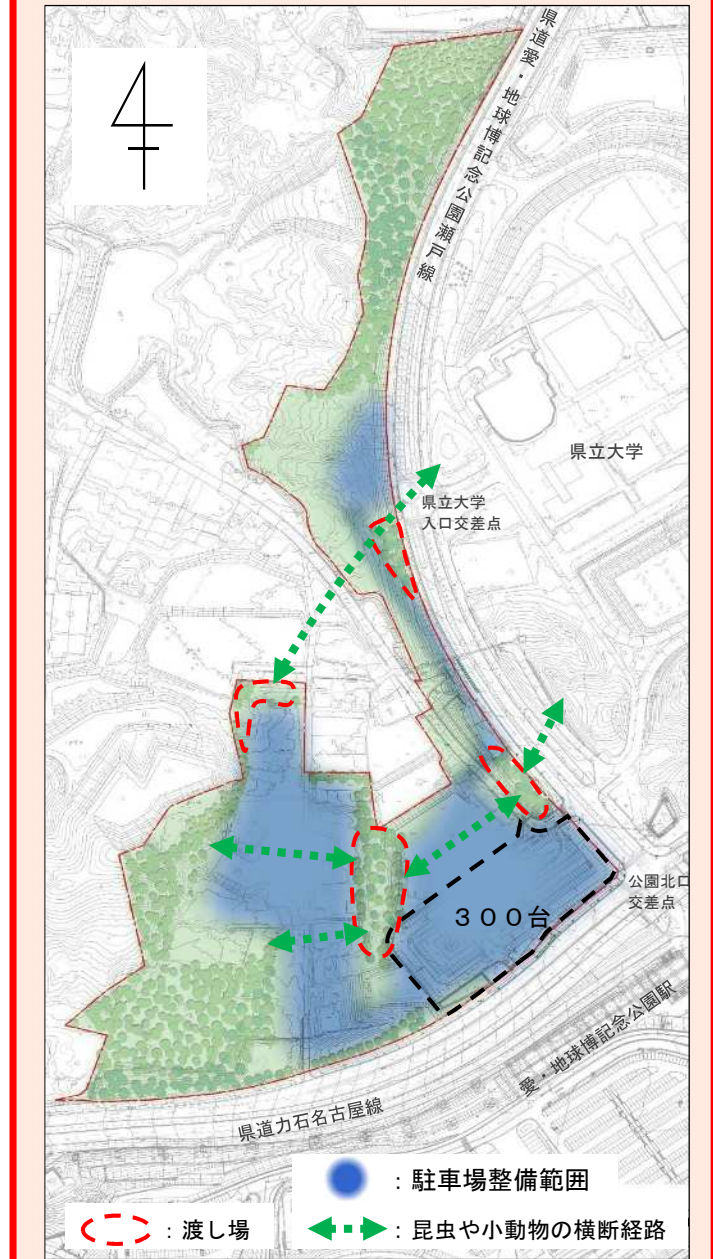 県道愛・地球博記念公園瀬戸線
県立大学
県立大学
入口交差点
公園北口
交差点
300台
愛・地球博記念公園駅
県道力石名古屋線
：駐車場整備範囲
：渡し場
：昆虫や小動物の横断経路